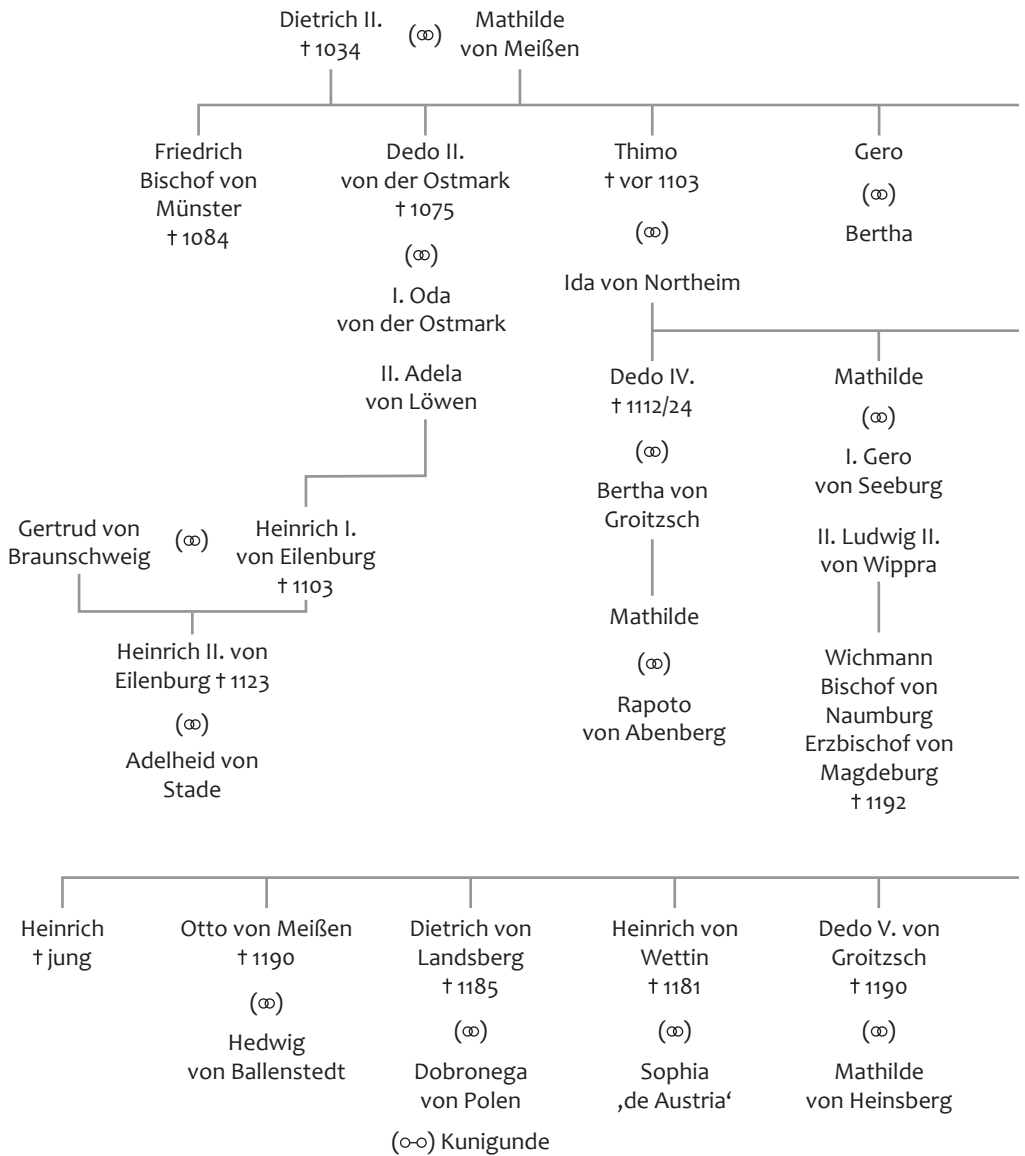 Dietrich II.
† 1034
(⚭)
Mathilde
von Meißen
Friedrich
Bischof von
Münster
† 1084
Dedo II.
von der Ostmark
† 1075
(⚭)
I. Oda
von der Ostmark
II. Adela
von Löwen
Thimo
† vor 1103
(⚭)
Ida von Northeim
Gero
(⚭)
Bertha
Gertrud von
Braunschweig
(⚭)
Heinrich I.
von Eilenburg
† 1103
Heinrich II. von
Eilenburg † 1123
(⚭)
Adelheid von
Stade
Dedo IV.
† 1112/24
(⚭)
Bertha von
Groitzsch
Mathilde
(⚭)
Rapoto
von Abenberg
Mathilde
(⚭)
I. Gero
von Seeburg
II. Ludwig II.
von Wippra
Wichmann
Bischof von
Naumburg
Erzbischof von
Magdeburg
† 1192
Heinrich
† jung
Otto von Meißen
† 1190
(⚭)
Hedwig
von Ballenstedt
Dietrich von
Landsberg
† 1185
(⚭)
Dobronega
von Polen
(⚯) Kunigunde
Heinrich von
Wettin
† 1181
(⚭)
Sophia
‚de Austria‘
Dedo V. von
Groitzsch
† 1190
(⚭)
Mathilde
von Heinsberg